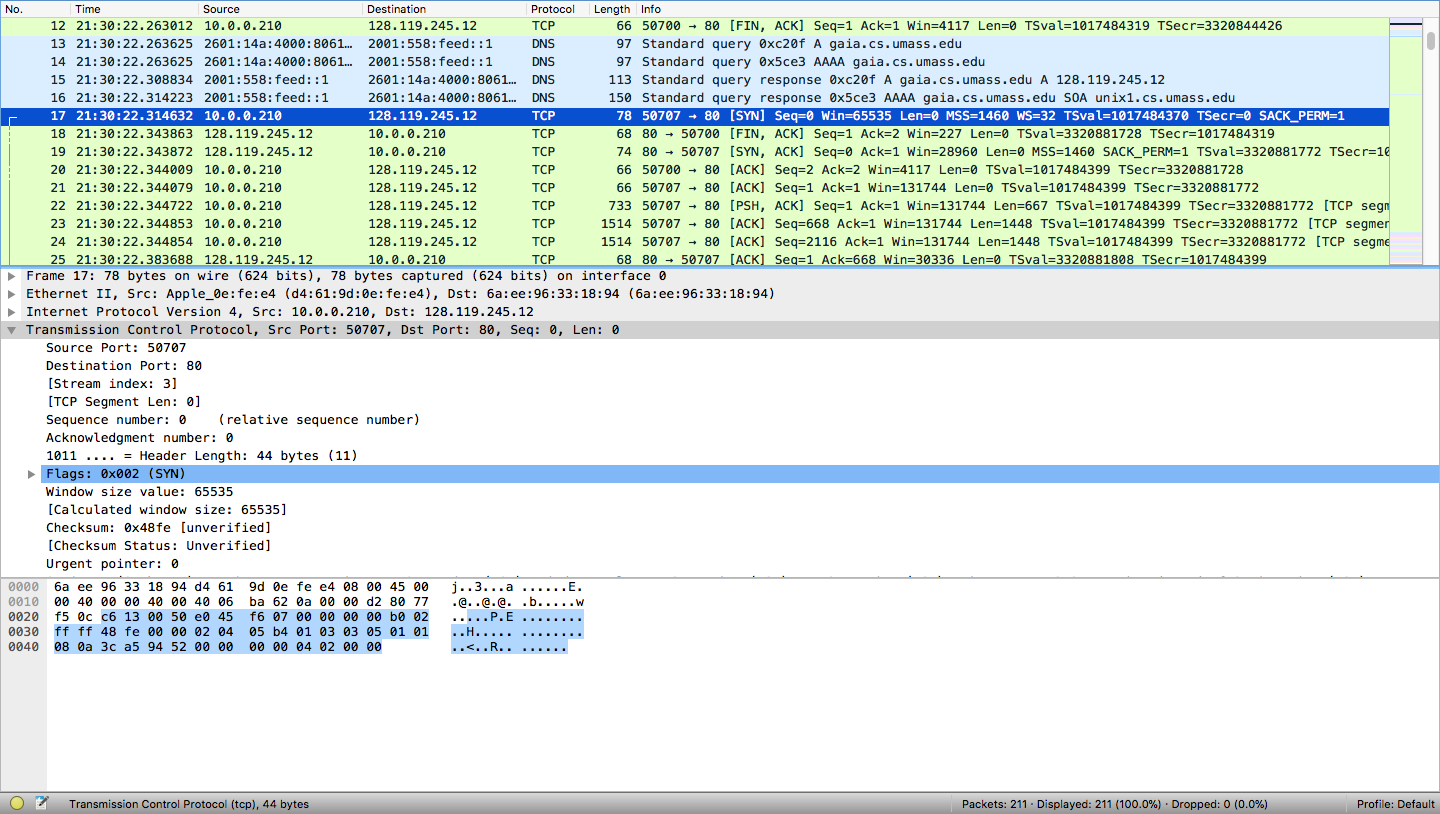 No. Time Source Destination Protocol Length Info
12 21:30:22.263012 10.0.0.210 128.119.245.12 TCP 66 50700 → 80 [FIN, ACK] Seq=1 Ack=1 Win=4117 Len=0 TSval=1017484319 TSecr=3320844426
13 21:30:22.263625 2601:14a:4000:8061… 2001:558:feed::1 DNS 97 Standard query 0xc20f A gaia.cs.umass.edu
14 21:30:22.263625 2601:14a:4000:8061… 2001:558:feed::1 DNS 97 Standard query 0x5ce3 AAAA gaia.cs.umass.edu
15 21:30:22.308834 2001:558:feed::1 2601:14a:4000:8061… DNS 113 Standard query response 0xc20f A gaia.cs.umass.edu A 128.119.245.12
16 21:30:22.314223 2001:558:feed::1 2601:14a:4000:8061… DNS 150 Standard query response 0x5ce3 AAAA gaia.cs.umass.edu SOA unix1.cs.umass.edu
17 21:30:22.314632 10.0.0.210 128.119.245.12 TCP 78 50707 → 80 [SYN] Seq=0 Win=65535 Len=0 MSS=1460 WS=32 TSval=1017484370 TSecr=0 SACK_PERM=1
18 21:30:22.343863 128.119.245.12 10.0.0.210 TCP 68 80 → 50700 [FIN, ACK] Seq=1 Ack=2 Win=227 Len=0 TSval=3320881728 TSecr=1017484319
19 21:30:22.343872 128.119.245.12 10.0.0.210 TCP 74 80 → 50707 [SYN, ACK] Seq=0 Ack=1 Win=28960 Len=0 MSS=1460 SACK_PERM=1 TSval=3320881772 TSecr=10
20 21:30:22.344009 10.0.0.210 128.119.245.12 TCP 66 50700 → 80 [ACK] Seq=2 Ack=2 Win=4117 Len=0 TSval=1017484399 TSecr=3320881728
21 21:30:22.344079 10.0.0.210 128.119.245.12 TCP 66 50707 → 80 [ACK] Seq=1 Ack=1 Win=131744 Len=0 TSval=1017484399 TSecr=3320881772
22 21:30:22.344722 10.0.0.210 128.119.245.12 TCP 733 50707 → 80 [PSH, ACK] Seq=1 Ack=1 Win=131744 Len=667 TSval=1017484399 TSecr=3320881772 [TCP segm
23 21:30:22.344853 10.0.0.210 128.119.245.12 TCP 1514 50707 → 80 [ACK] Seq=668 Ack=1 Win=131744 Len=1448 TSval=1017484399 TSecr=3320881772 [TCP segmen
24 21:30:22.344854 10.0.0.210 128.119.245.12 TCP 1514 50707 → 80 [ACK] Seq=2116 Ack=1 Win=131744 Len=1448 TSval=1017484399 TSecr=3320881772 [TCP segme
25 21:30:22.383688 128.119.245.12 10.0.0.210 TCP 68 80 → 50707 [ACK] Seq=1 Ack=668 Win=30336 Len=0 TSval=3320881808 TSecr=1017484399
Frame 17: 78 bytes on wire (624 bits), 78 bytes captured (624 bits) on interface 0
Ethernet II, Src: Apple_0e:fe:e4 (d4:61:9d:0e:fe:e4), Dst: 6a:ee:96:33:18:94 (6a:ee:96:33:18:94)
Internet Protocol Version 4, Src: 10.0.0.210, Dst: 128.119.245.12
Transmission Control Protocol, Src Port: 50707, Dst Port: 80, Seq: 0, Len: 0
Source Port: 50707
Destination Port: 80
[Stream index: 3]
[TCP Segment Len: 0]
Sequence number: 0 (relative sequence number)
Acknowledgment number: 0
1011 .... = Header Length: 44 bytes (11)
Flags: 0x002 (SYN)
Window size value: 65535
[Calculated window size: 65535]
Checksum: 0x48fe [unverified]
[Checksum Status: Unverified]
Urgent pointer: 0
0000 6a ee 96 33 18 94 d4 61 9d 0e fe e4 08 00 45 00 j..3...a ......E.
0010 00 40 00 00 40 00 40 06 ba 62 0a 00 00 d2 80 77 .@..@.@. .b.....w
0020 f5 0c c6 13 00 50 e0 45 f6 07 00 00 00 00 b0 02 .....P.E ........
0030 ff ff 48 fe 00 00 02 04 05 b4 01 03 03 05 01 01 ..H..... ........
0040 08 0a 3c a5 94 52 00 00 00 00 04 02 00 00 ..<..R.. ......
Transmission Control Protocol (tcp), 44 bytes Packets: 211 · Displayed: 211 (100.0%) · Dropped: 0 (0.0%) Profile: Default